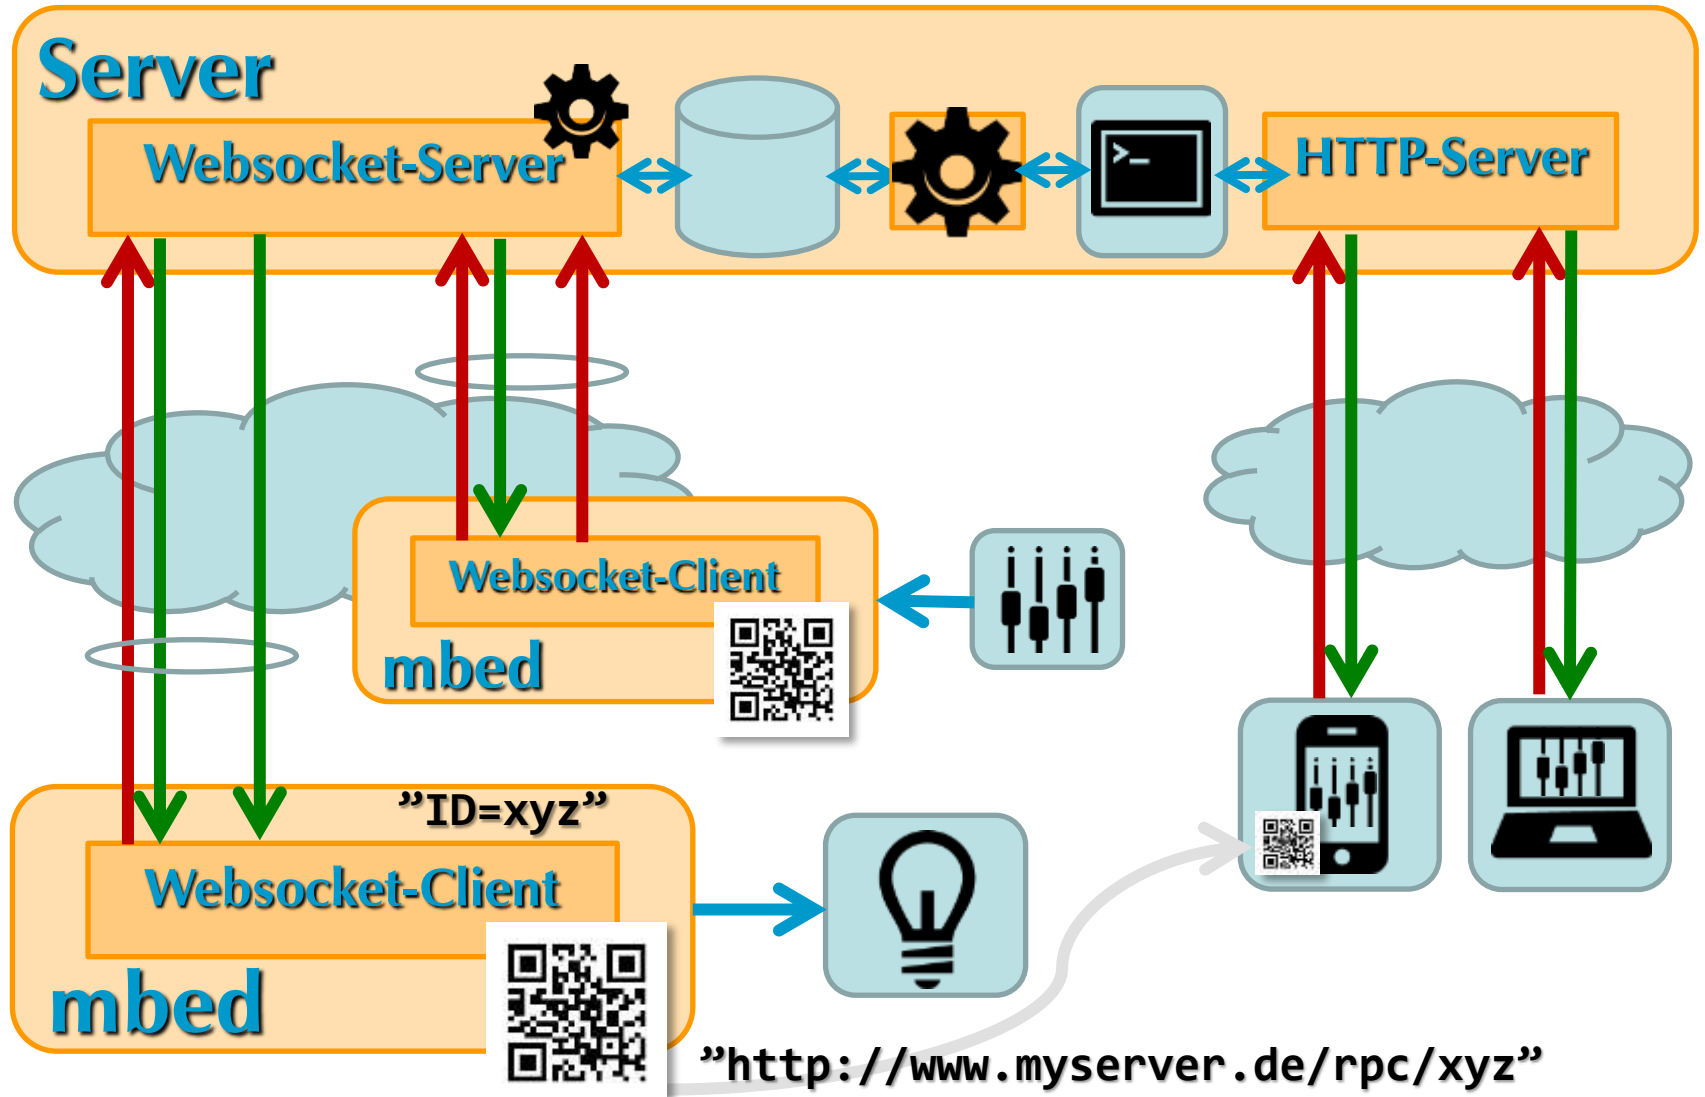 Server
Websocket-Server
>_
HTTP-Server
Websocket-Client
mbed
”ID=xyz”
Websocket-Client
mbed
”http://www.myserver.de/rpc/xyz”